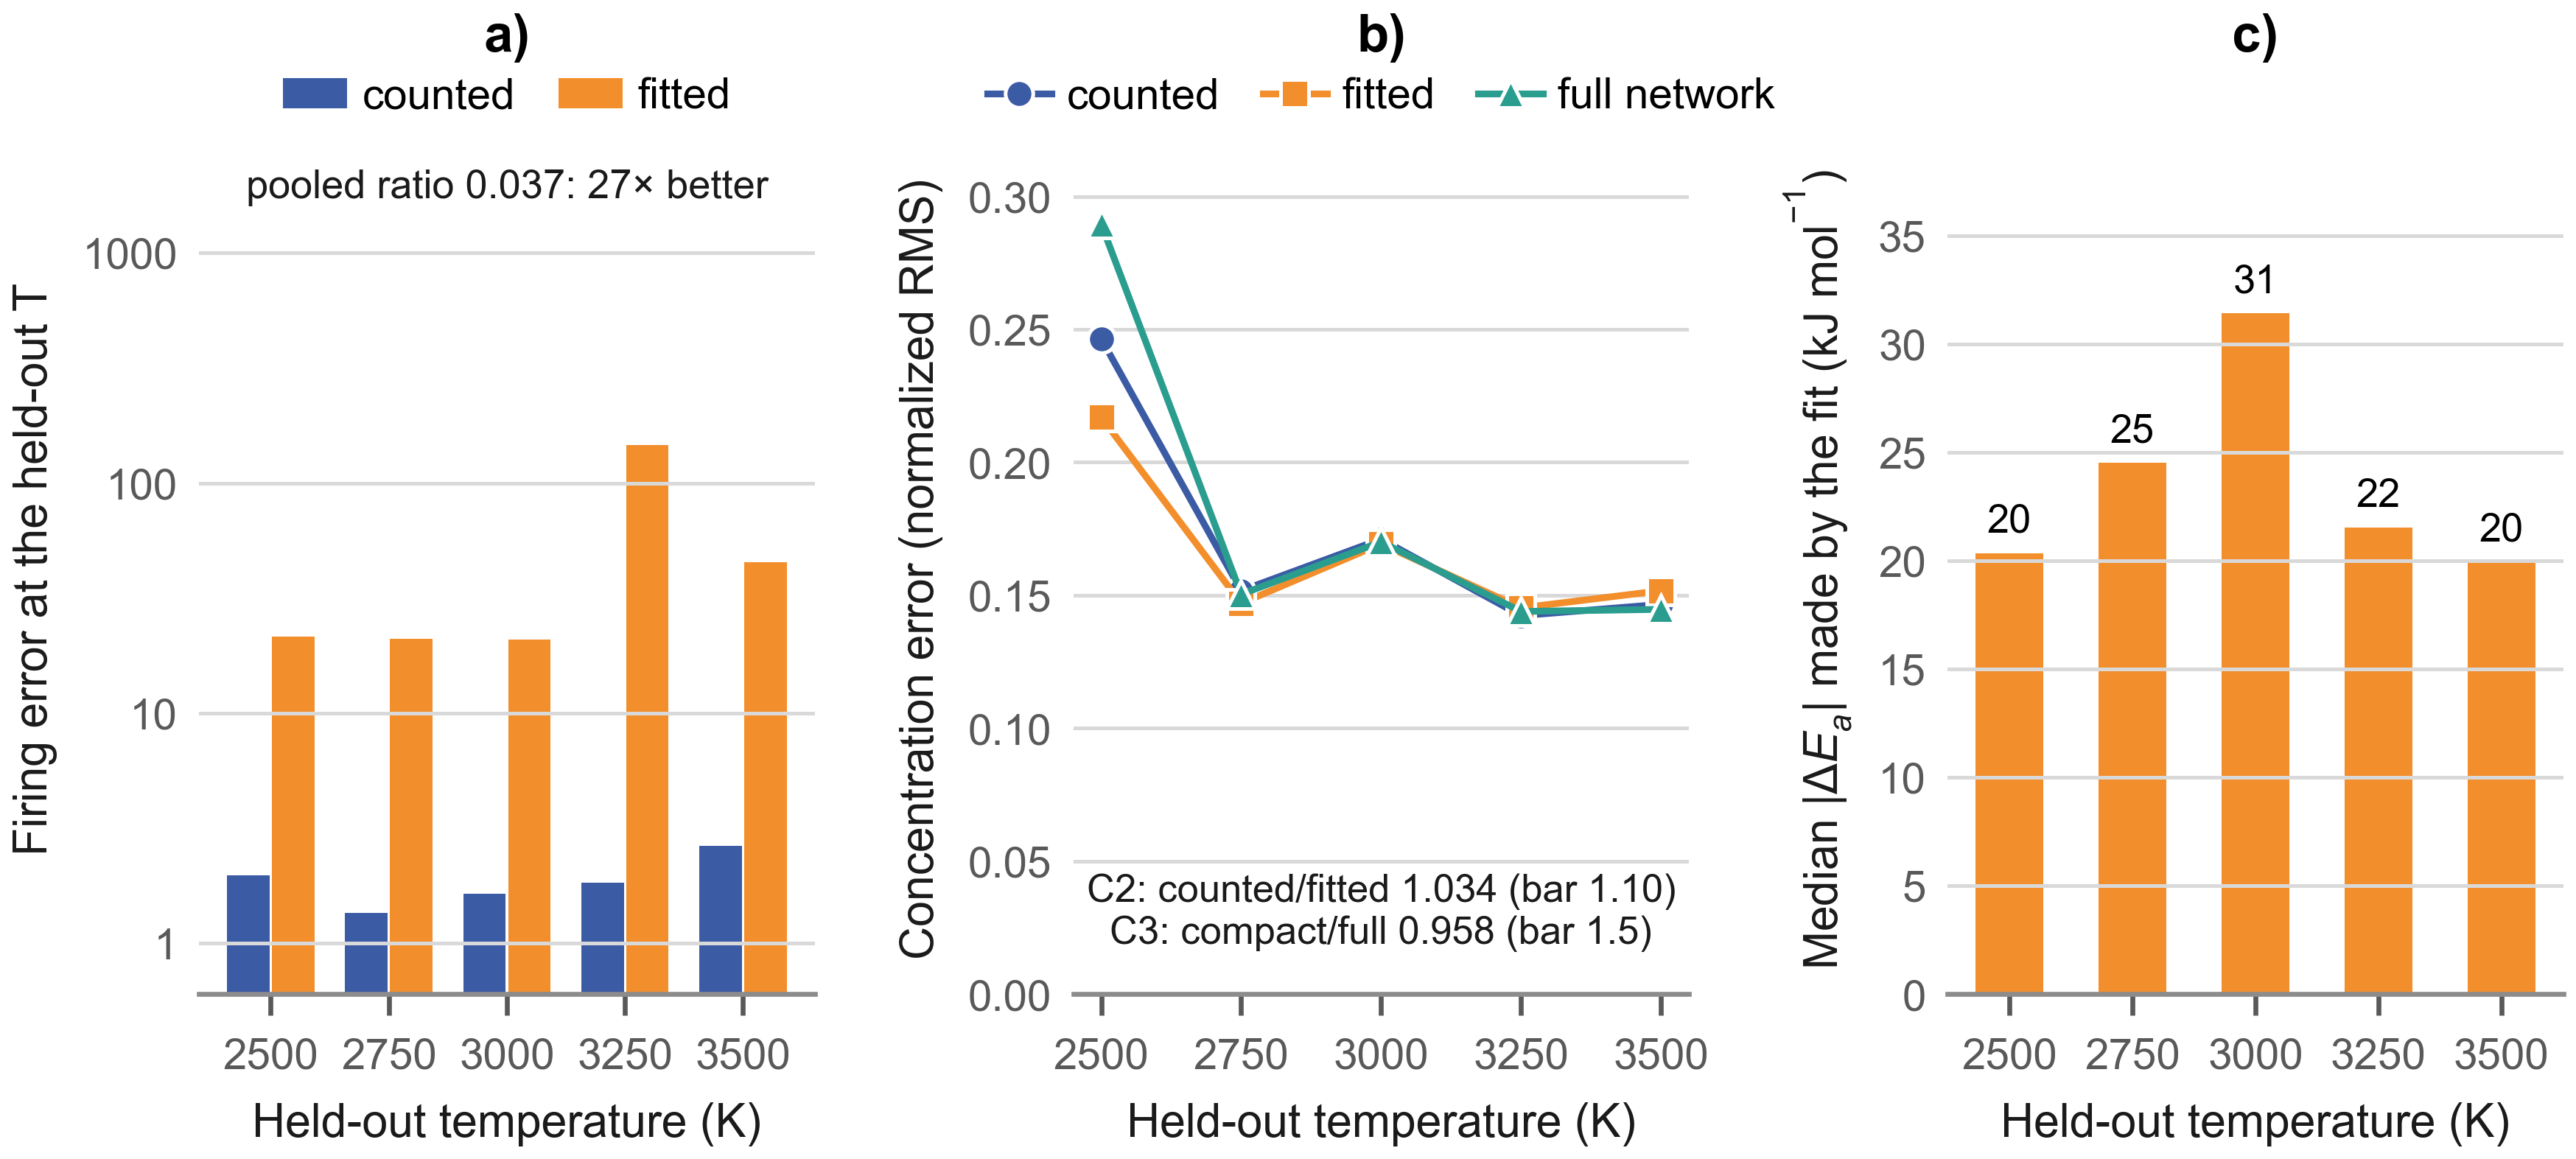 a)
counted
fitted
pooled ratio 0.037: 27× better
Firing error at the held-out T
1000
100
10
1
2500 2750 3000 3250 3500
Held-out temperature (K)
b)
counted
fitted
full network
Concentration error (normalized RMS)
0.30
0.25
0.20
0.15
0.10
0.05
0.00
C2: counted/fitted 1.034 (bar 1.10)
C3: compact/full 0.958 (bar 1.5)
2500 2750 3000 3250 3500
Held-out temperature (K)
c)
Median |ΔEₐ| made by the fit (kJ mol⁻¹)
35
30
25
20
15
10
5
0
20
25
31
22
20
2500 2750 3000 3250 3500
Held-out temperature (K)